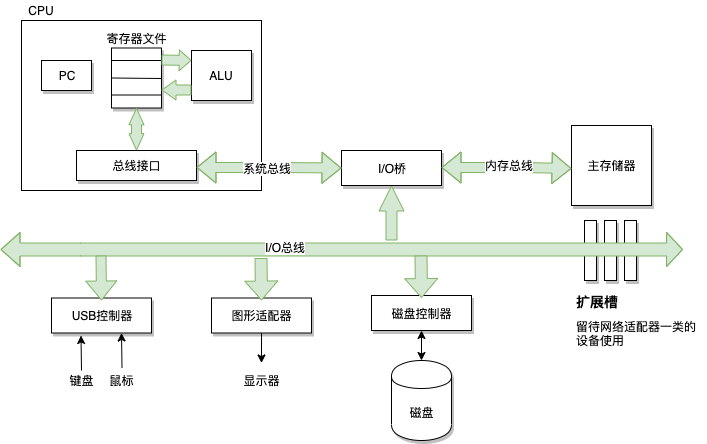 CPU
寄存器文件
PC
ALU
总线接口
系统总线
I/O桥
内存总线
主存储器
I/O总线
扩展槽
留待网络适配器一类的
设备使用
USB控制器
图形适配器
磁盘控制器
键盘
鼠标
显示器
磁盘